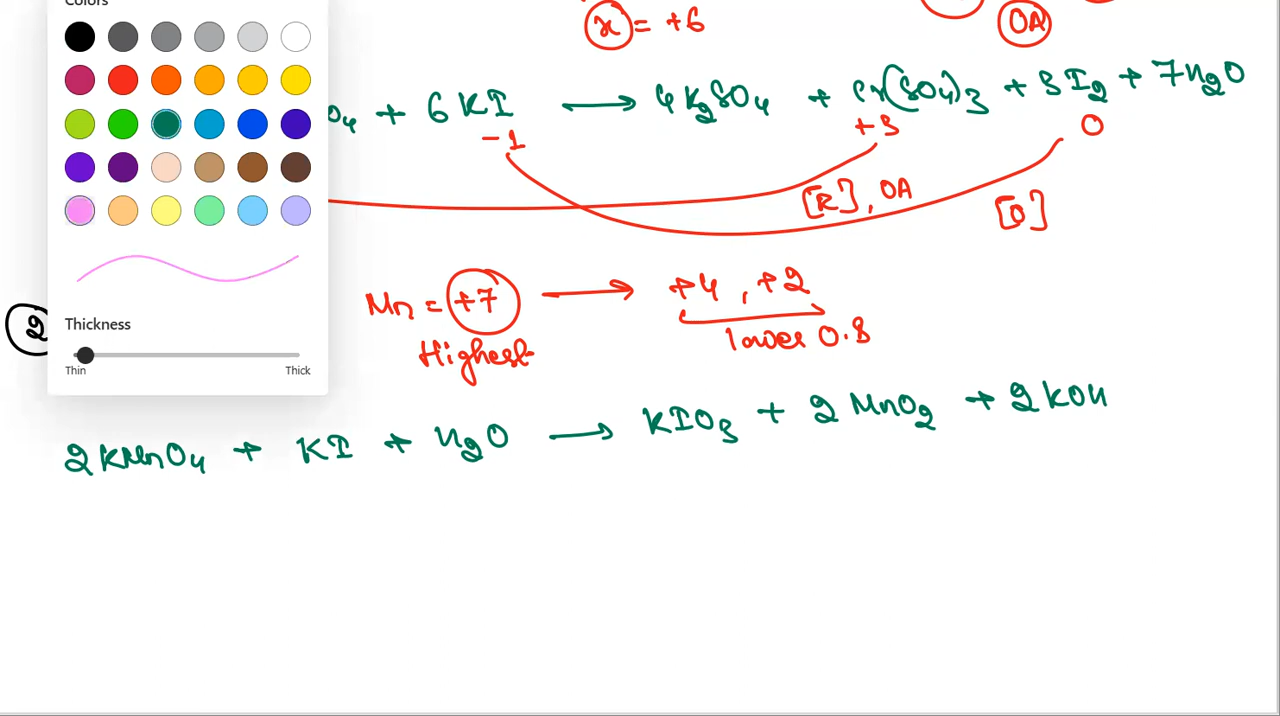 Colors
x = +6
OA
O₄ + 6 KI → 4 K₂SO₄ + Cr(SO₄)₃ + 3 I₂ + 7 H₂O
-1 +3 0
[R], OA [O]
Mn = +7 → +4, +2
Highest lower O.S
2
Thickness
Thin Thick
2 KMnO₄ + KI + H₂O → KIO₃ + 2 MnO₂ + 2 KOH